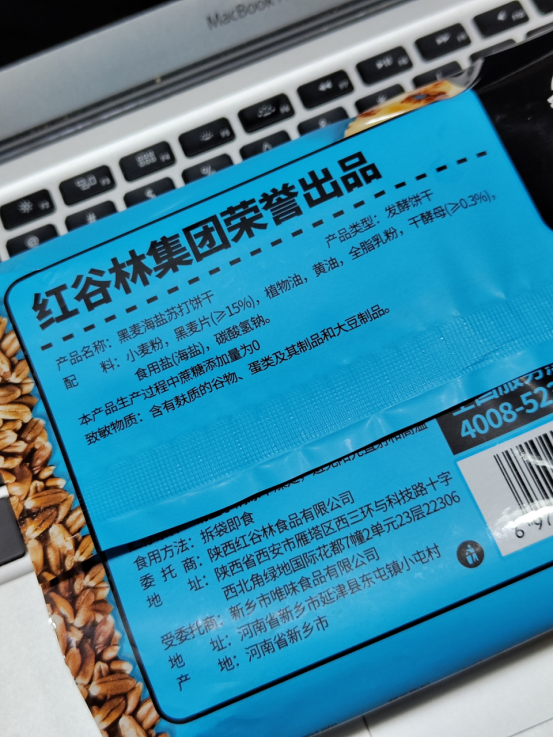 MacBook
红谷林集团荣誉出品
产品名称：黑麦海盐苏打饼干 产品类型：发酵饼干
配 料：小麦粉，黑麦片(≥15%)，植物油，黄油，全脂乳粉，干酵母(≥0.3%)，
食用盐(海盐)，碳酸氢钠。
本产品生产过程中蔗糖添加量为0
致敏物质：含有麸质的谷物、蛋类及其制品和大豆制品。
4008-52
食用方法：拆袋即食
委 托 商：陕西红谷林食品有限公司
地 址：陕西省西安市雁塔区西三环与科技路十字
西北角绿地国际花都7幢2单元23层22306
受委托商：新乡市唯味食品有限公司
地 址：河南省新乡市延津县东屯镇小屯村
产 地：河南省新乡市